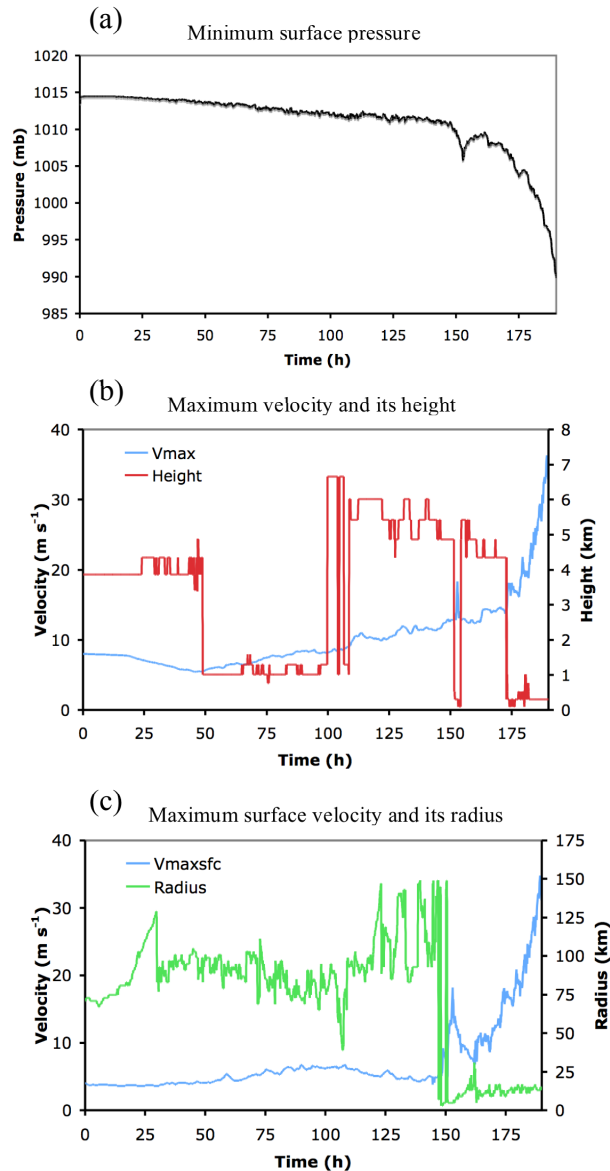 (a)
Minimum surface pressure
1020
1015
1010
1005
1000
995
990
985
Pressure (mb)
0 25 50 75 100 125 150 175
Time (h)
(b)
Maximum velocity and its height
40
30
20
10
0
Velocity (m s⁻¹)
Vmax
Height
8
7
6
5
4
3
2
1
0
Height (km)
0 25 50 75 100 125 150 175
Time (h)
(c)
Maximum surface velocity and its radius
40
30
20
10
0
Velocity (m s⁻¹)
Vmaxsfc
Radius
175
150
125
100
75
50
25
0
Radius (km)
0 25 50 75 100 125 150 175
Time (h)